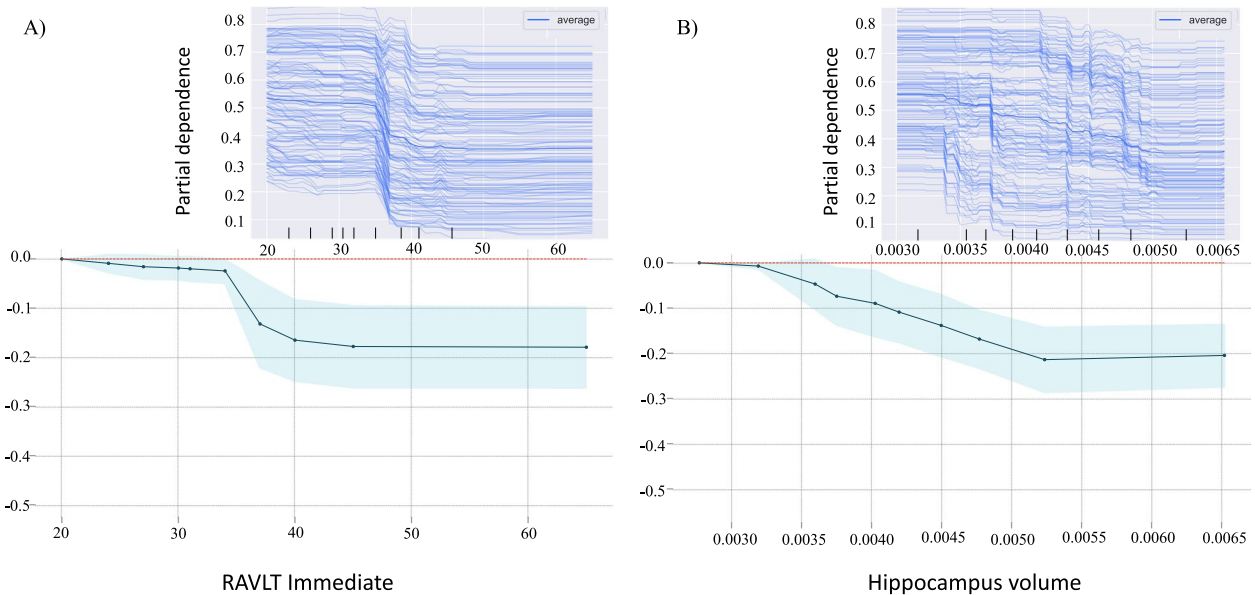 A)
Partial dependence
average
0.8
0.7
0.6
0.5
0.4
0.3
0.2
0.1
20 30 40 50 60
0.0
-0.1
-0.2
-0.3
-0.4
-0.5
20 30 40 50 60
RAVLT Immediate
B)
Partial dependence
average
0.8
0.7
0.6
0.5
0.4
0.3
0.2
0.1
0.0030 0.0035 0.0040 0.0045 0.0050 0.0065
0.0
-0.1
-0.2
-0.3
-0.4
-0.5
0.0030 0.0035 0.0040 0.0045 0.0050 0.0055 0.0060 0.0065
Hippocampus volume